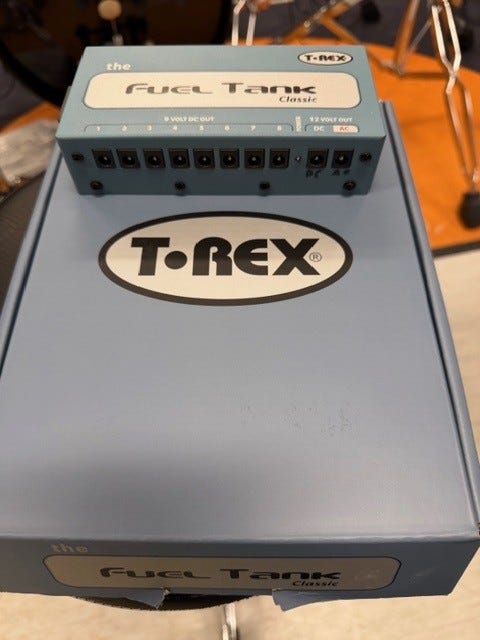 the
T-REX
Fuel Tank
Classic
9 VOLT DC OUT
12 VOLT OUT
1 2 3 4 5 6 7 8
DC AC
DC AC
T•REX®
the
Fuel Tank
Classic